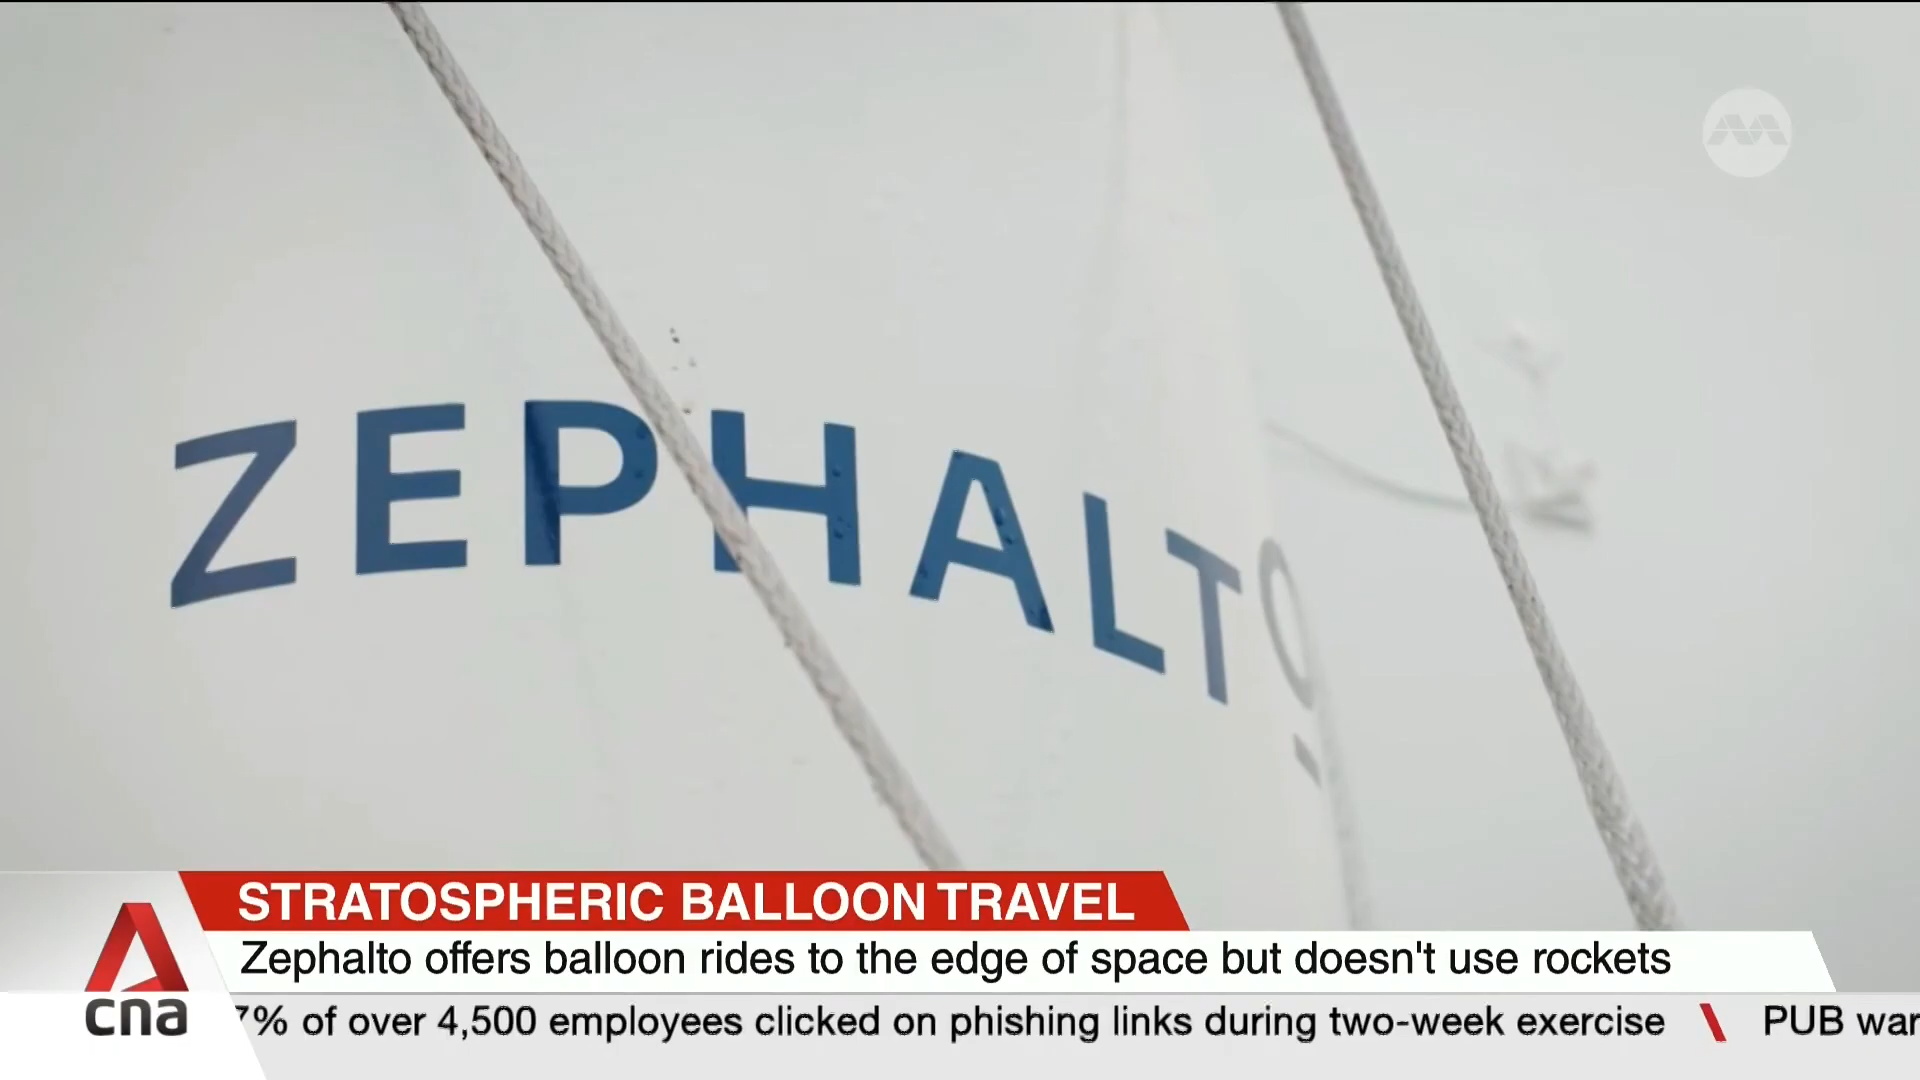 ZEPHALTO
STRATOSPHERIC BALLOON TRAVEL
Zephalto offers balloon rides to the edge of space but doesn't use rockets
cna
7% of over 4,500 employees clicked on phishing links during two-week exercise \ PUB war